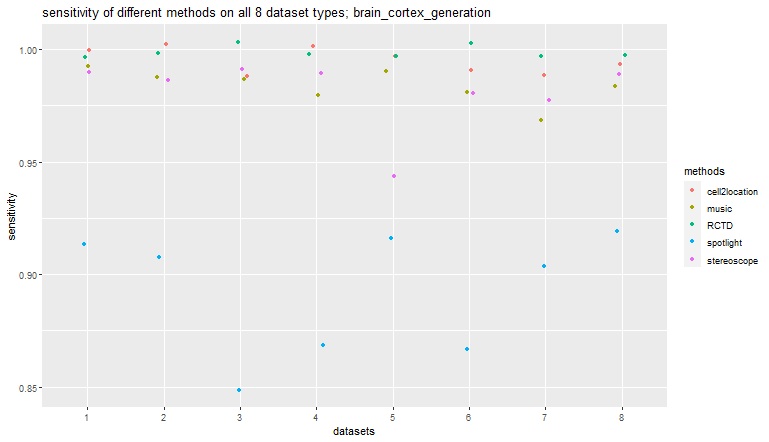 sensitivity of different methods on all 8 dataset types; brain_cortex_generation
1.00
0.95
0.90
0.85
sensitivity
1 2 3 4 5 6 7 8
datasets
methods
cell2location
music
RCTD
spotlight
stereoscope